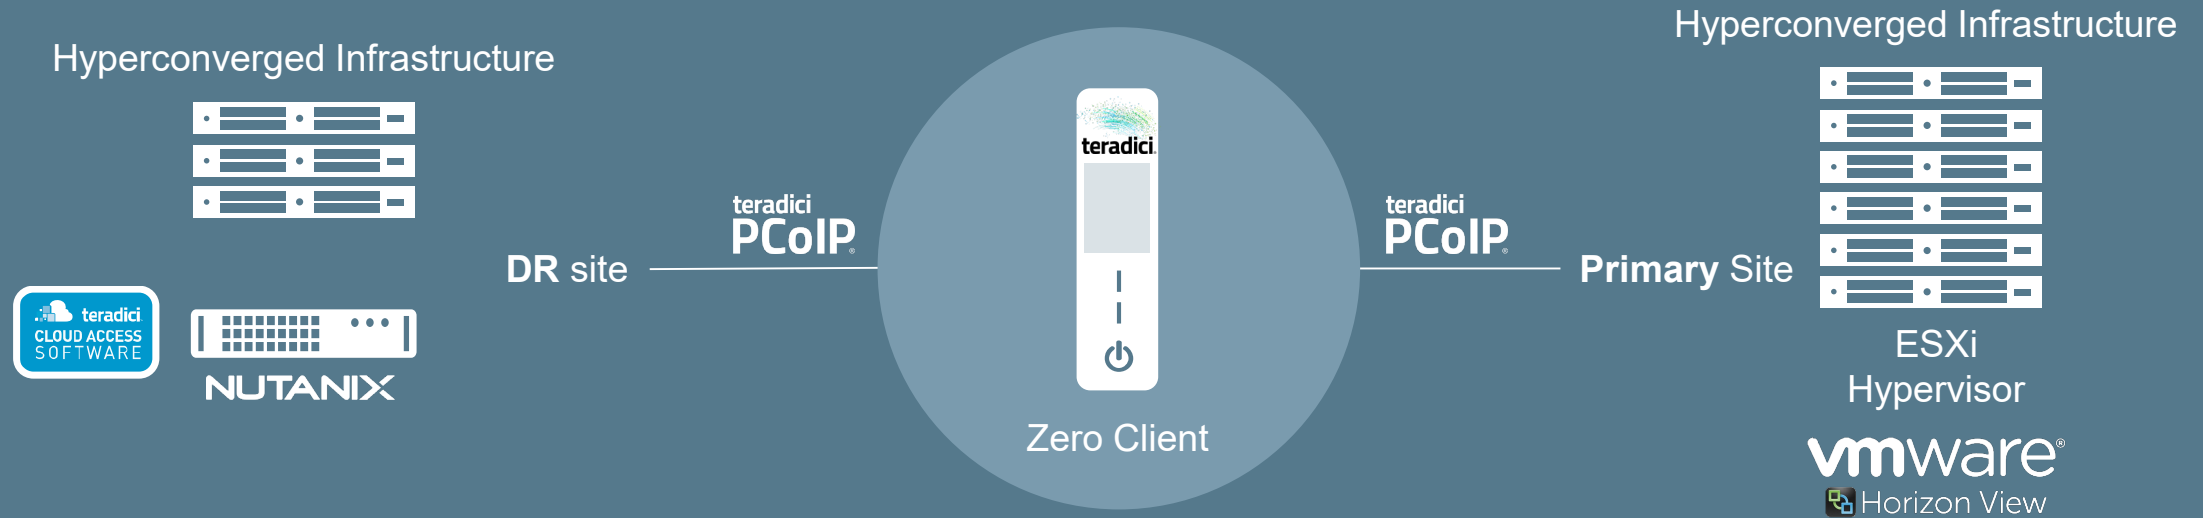 Hyperconverged Infrastructure
teradici
CLOUD ACCESS
SOFTWARE
NUTANIX
DR site
teradici
PCoIP®
teradici
Zero Client
teradici
PCoIP®
Primary Site
Hyperconverged Infrastructure
ESXi
Hypervisor
vmware®
Horizon View